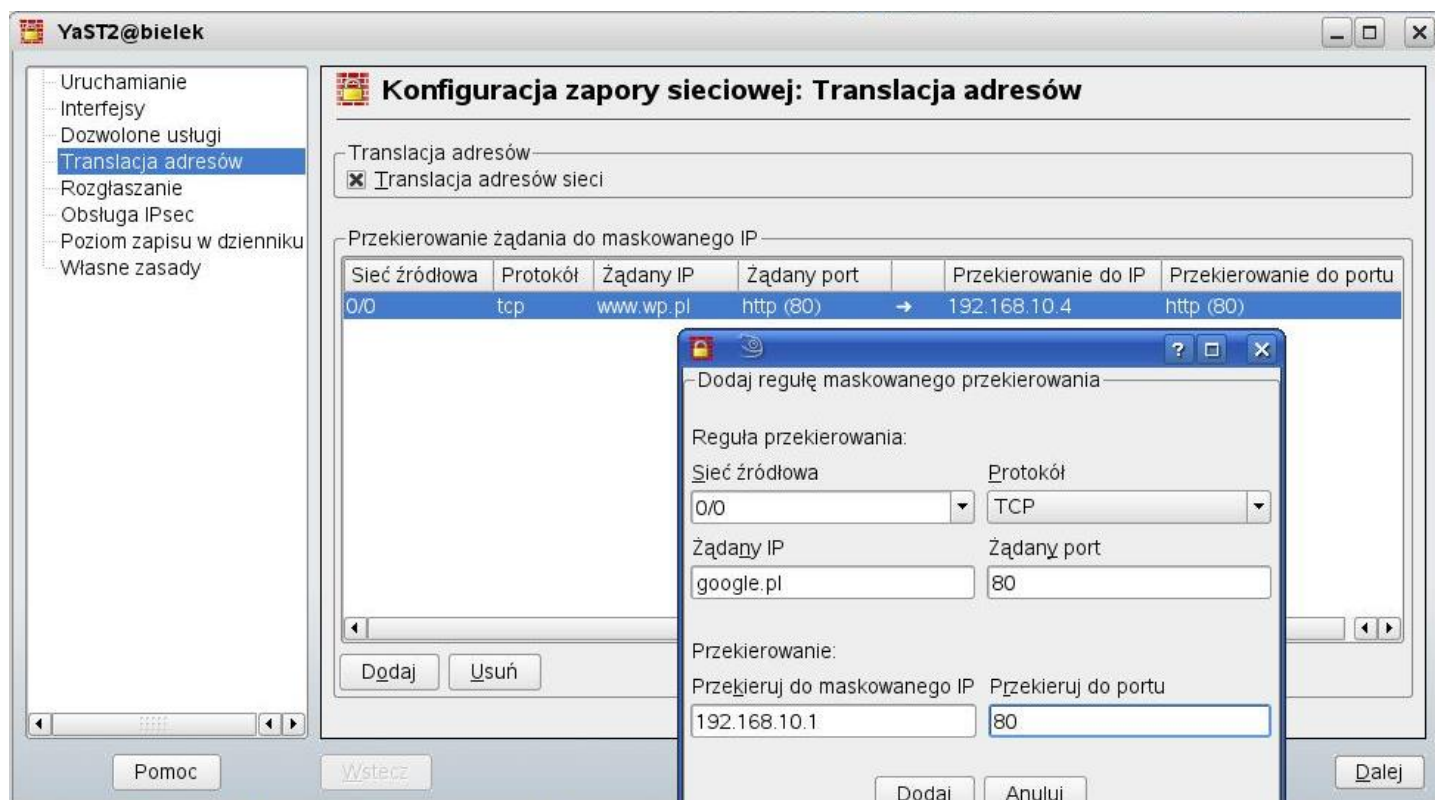 YaST2@bielek
Uruchamianie
Interfejsy
Dozwolone usługi
Translacja adresów
Rozgłaszanie
Obsługa IPsec
Poziom zapisu w dzienniku
Własne zasady
Konfiguracja zapory sieciowej: Translacja adresów
Translacja adresów
Translacja adresów sieci
Przekierowanie żądania do maskowanego IP
Sieć źródłowa Protokół Żądany IP Żądany port Przekierowanie do IP Przekierowanie do portu
0/0 tcp www.wp.pl http (80) → 192.168.10.4 http (80)
Dodaj Usuń
Dodaj regułę maskowanego przekierowania
Reguła przekierowania:
Sieć źródłowa Protokół
0/0 TCP
Żądany IP Żądany port
google.pl 80
Przekierowanie:
Przekieruj do maskowanego IP Przekieruj do portu
192.168.10.1 80
Dodaj Anuluj
Pomoc Wstecz Dalej